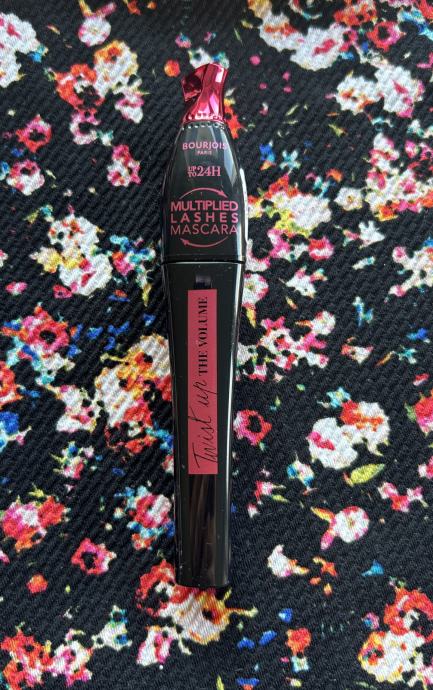 BOURJOIS
PARIS
UP TO 24H
MULTIPLIED
LASHES
MASCARA
Twist up THE VOLUME